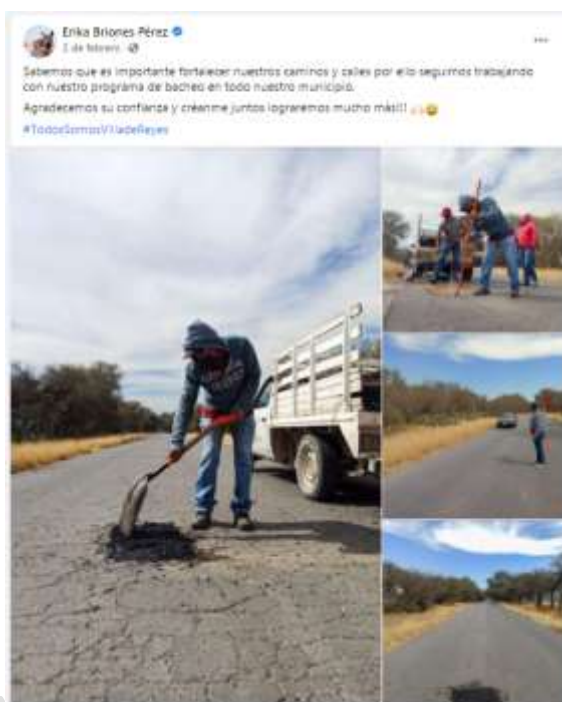 Erika Briones Pérez
2 de febrero
Sabemos que es importante fortalecer nuestros caminos y calles por ello seguimos trabajando
con nuestro programa de bacheo en todo nuestro municipio.
Agradecemos su confianza y créanme juntos lograremos mucho más!!! 🙌🏻😃
#TodosSomosVilladeReyes